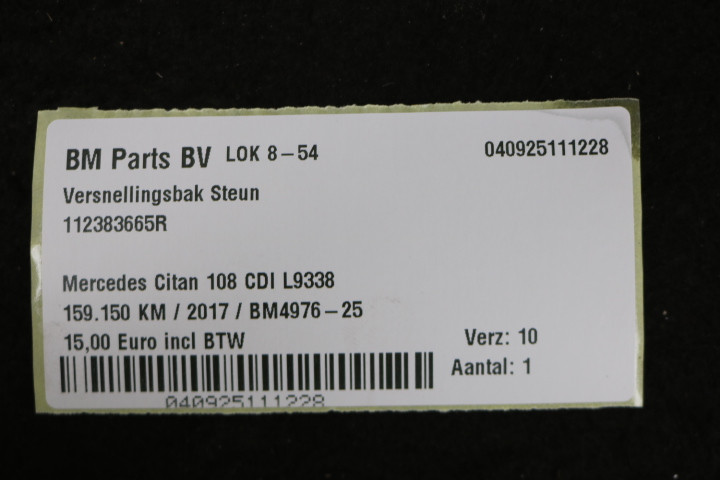 BM Parts BV LOK 8-54 040925111228
Versnellingsbak Steun
112383665R
Mercedes Citan 108 CDI L9338
159.150 KM / 2017 / BM4976-25
15,00 Euro incl BTW Verz: 10
Aantal: 1
040925111228